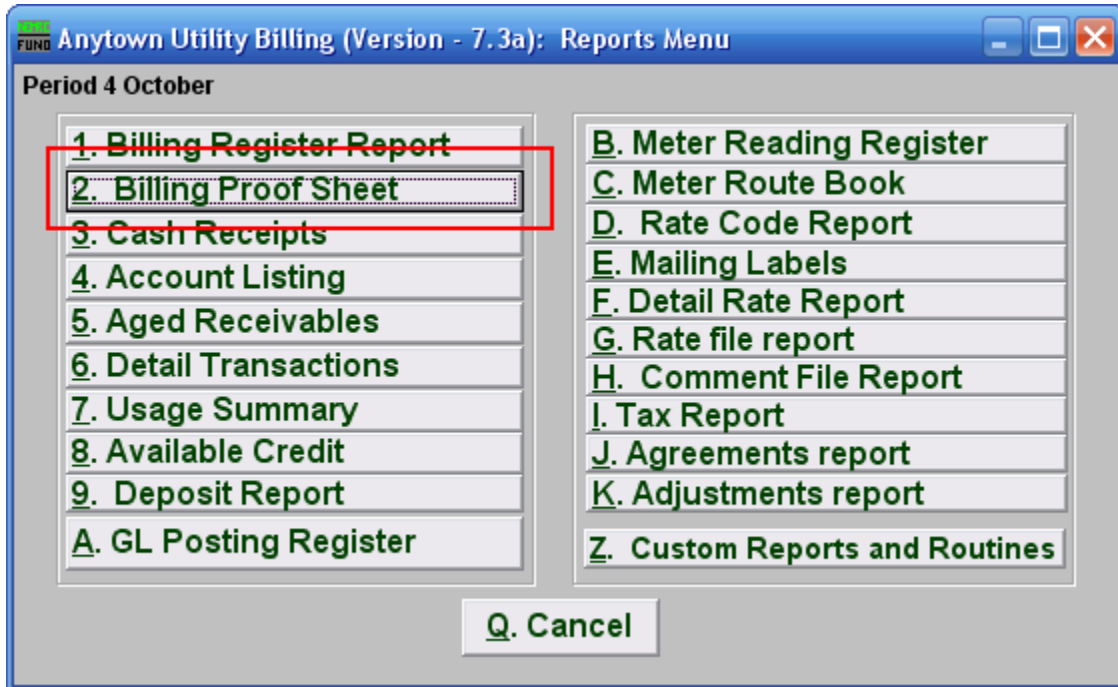 FUND Anytown Utility Billing (Version - 7.3a):  Reports Menu
Period 4 October
1. Billing Register Report
2.  Billing Proof Sheet
3. Cash Receipts
4. Account Listing
5. Aged Receivables
6. Detail Transactions
7. Usage Summary
8. Available Credit
9.  Deposit Report
A. GL Posting Register
B. Meter Reading Register
C. Meter Route Book
D.  Rate Code Report
E. Mailing Labels
F. Detail Rate Report
G. Rate file report
H.  Comment File Report
I. Tax Report
J. Agreements report
K. Adjustments report
Z.  Custom Reports and Routines
Q. Cancel